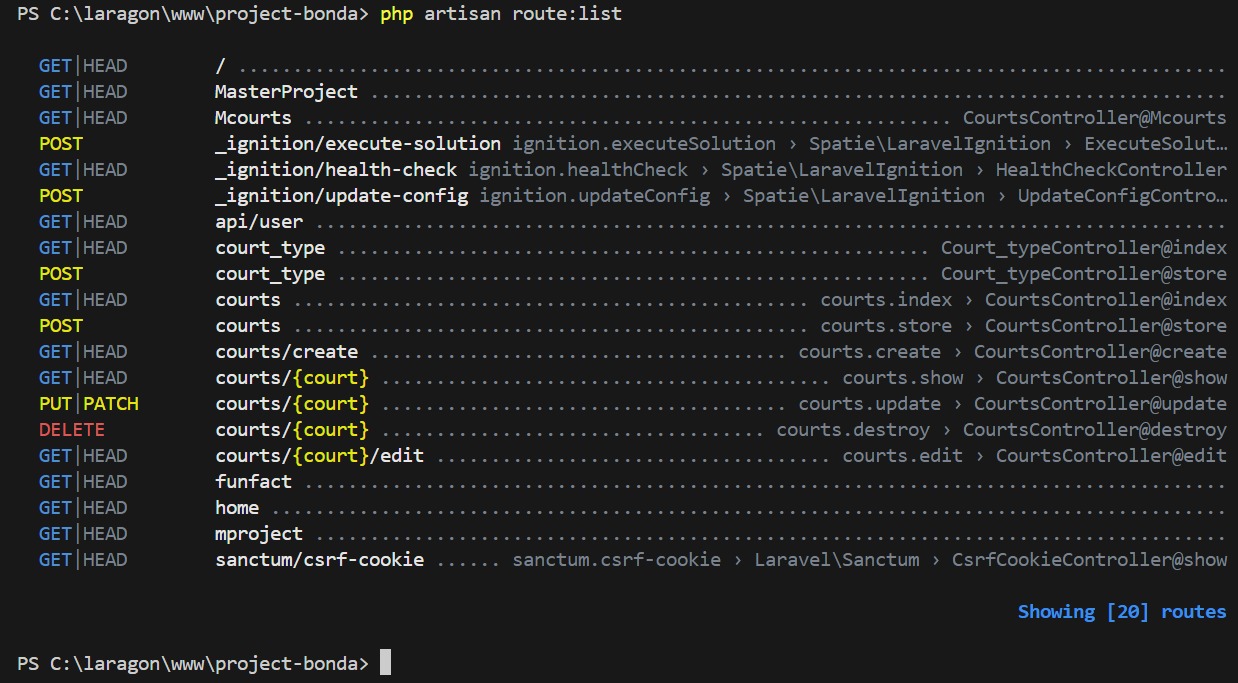 PS C:\laragon\www\project-bonda> php artisan route:list
GET|HEAD / ..........................................................................................
GET|HEAD MasterProject ..............................................................................
GET|HEAD Mcourts ........................................................... CourtsController@Mcourts
POST _ignition/execute-solution ignition.executeSolution › Spatie\LaravelIgnition › ExecuteSolut…
GET|HEAD _ignition/health-check ignition.healthCheck › Spatie\LaravelIgnition › HealthCheckController
POST _ignition/update-config ignition.updateConfig › Spatie\LaravelIgnition › UpdateConfigContro…
GET|HEAD api/user ...................................................................................
GET|HEAD court_type ...................................................... Court_typeController@index
POST court_type ...................................................... Court_typeController@store
GET|HEAD courts ............................................... courts.index › CourtsController@index
POST courts ............................................... courts.store › CourtsController@store
GET|HEAD courts/create ...................................... courts.create › CourtsController@create
GET|HEAD courts/{court} ......................................... courts.show › CourtsController@show
PUT|PATCH courts/{court} ..................................... courts.update › CourtsController@update
DELETE courts/{court} ................................... courts.destroy › CourtsController@destroy
GET|HEAD courts/{court}/edit .................................... courts.edit › CourtsController@edit
GET|HEAD funfact ....................................................................................
GET|HEAD home .......................................................................................
GET|HEAD mproject ...................................................................................
GET|HEAD sanctum/csrf-cookie ...... sanctum.csrf-cookie › Laravel\Sanctum › CsrfCookieController@show
Showing [20] routes
PS C:\laragon\www\project-bonda>